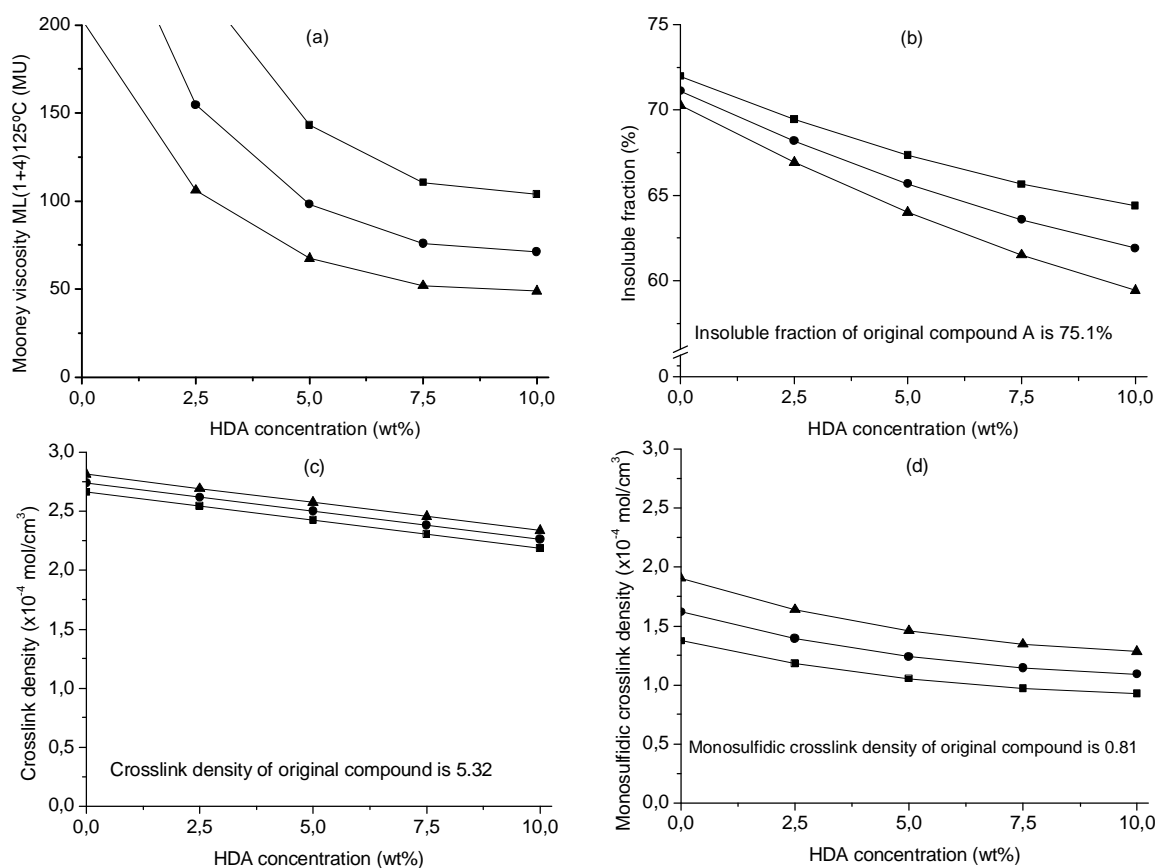 (a)
Mooney viscosity ML(1+4)125ºC (MU)
200
150
100
50
0
0,0 2,5 5,0 7,5 10,0
HDA concentration (wt%)
(b)
Insoluble fraction (%)
75
70
65
60
0
Insoluble fraction of original compound A is 75.1%
0,0 2,5 5,0 7,5 10,0
HDA concentration (wt%)
(c)
Crosslink density (x10⁻⁴ mol/cm³)
3,0
2,5
2,0
1,5
1,0
0,5
0,0
Crosslink density of original compound is 5.32
0,0 2,5 5,0 7,5 10,0
HDA concentration (wt%)
(d)
Monosulfidic crosslink density (x10⁻⁴ mol/cm³)
3,0
2,5
2,0
1,5
1,0
0,5
0,0
Monosulfidic crosslink density of original compound is 0.81
0,0 2,5 5,0 7,5 10,0
HDA concentration (wt%)